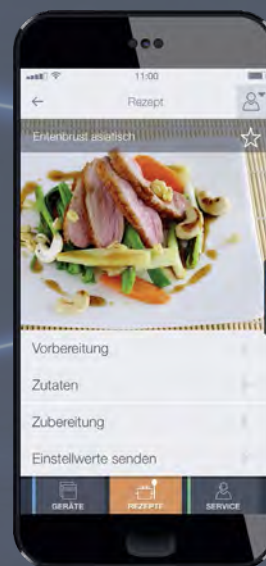 11:00
Rezept
Entenbrust asiatisch
Vorbereitung
Zutaten
Zubereitung
Einstellwerte senden
GERÄTE REZEPTE SERVICE